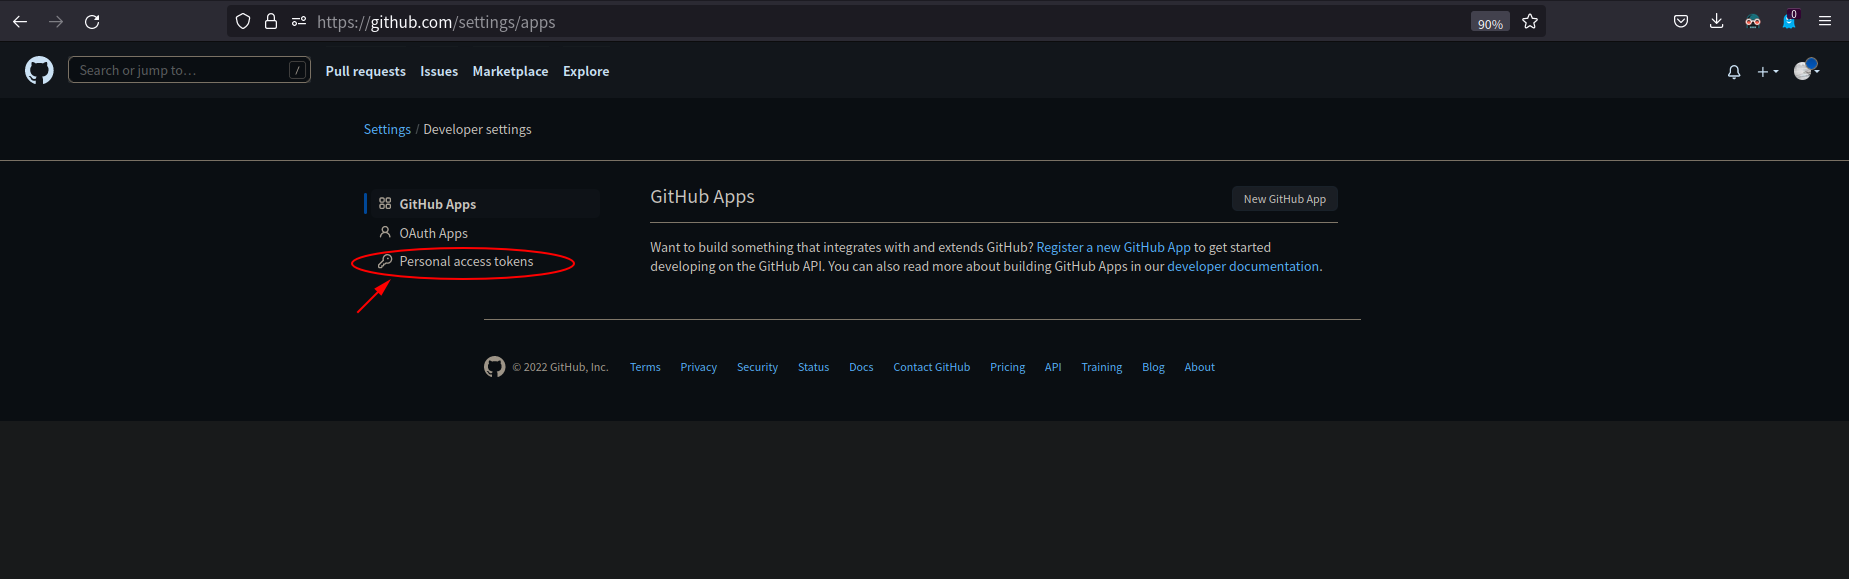 https://github.com/settings/apps 90% 0
Search or jump to… / Pull requests Issues Marketplace Explore
Settings / Developer settings
GitHub Apps
OAuth Apps
Personal access tokens
GitHub Apps New GitHub App
Want to build something that integrates with and extends GitHub? Register a new GitHub App to get started
developing on the GitHub API. You can also read more about building GitHub Apps in our developer documentation.
© 2022 GitHub, Inc. Terms Privacy Security Status Docs Contact GitHub Pricing API Training Blog About